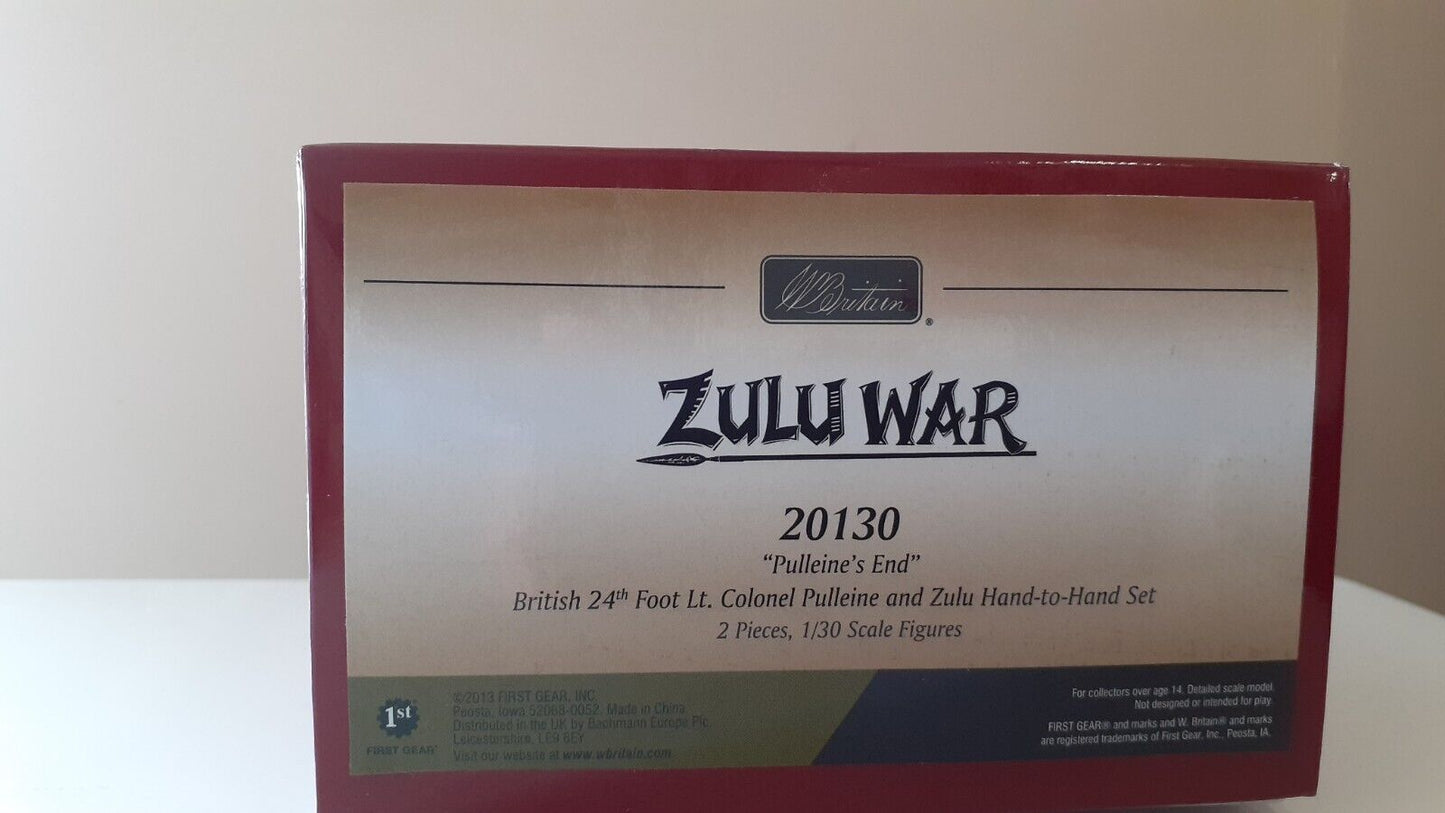 W Britain ®
ZULU WAR
20130
“Pulleine's End”
British 24th Foot Lt. Colonel Pulleine and Zulu Hand-to-Hand Set
2 Pieces, 1/30 Scale Figures
1st
FIRST GEAR
©2013 FIRST GEAR, INC
Peosta, Iowa 52068-0052. Made in China
Distributed in the UK by Bachmann Europe Plc
Leicestershire, LE9 8EY
Visit our website at www.wbritain.com
For collectors over age 14. Detailed scale model.
Not designed or intended for play.
FIRST GEAR® and marks and W. Britain® and marks
are registered trademarks of First Gear, Inc., Peosta, IA.